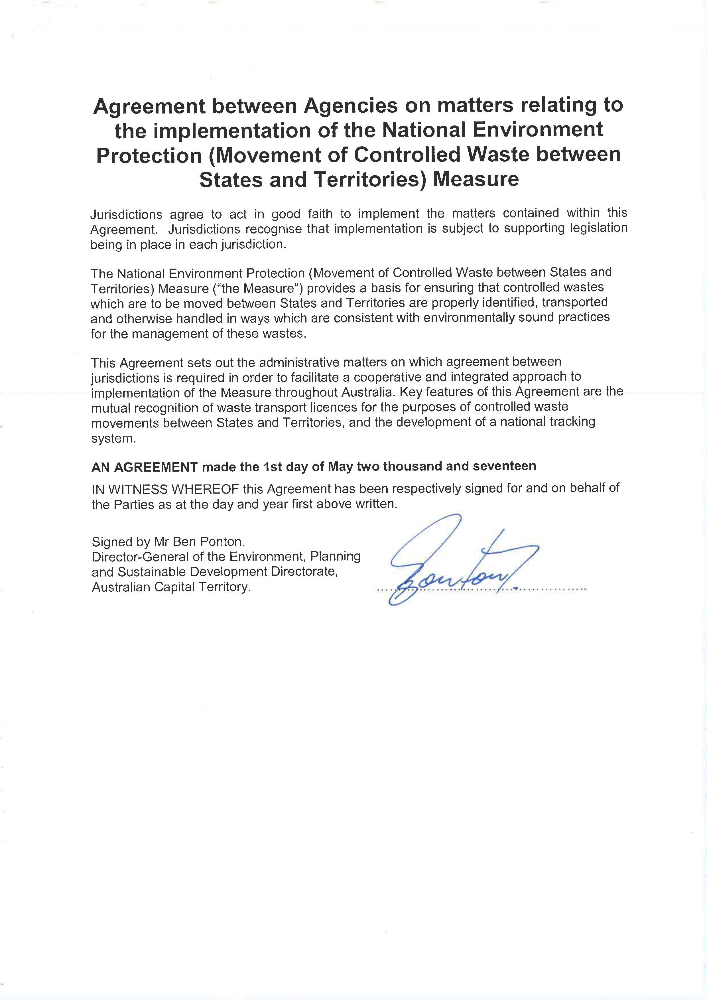 Agreement between Agencies on matters relating to
the implementation of the National Environment
Protection (Movement of Controlled Waste between
States and Territories) Measure
Jurisdictions agree to act in good faith to implement the matters contained within this
Agreement. Jurisdictions recognise that implementation is subject to supporting legislation
being in place in each jurisdiction.
The National Environment Protection (Movement of Controlled Waste between States and
Territories) Measure (“the Measure”) provides a basis for ensuring that controlled wastes
which are to be moved between States and Territories are properly identified, transported
and otherwise handled in ways which are consistent with environmentally sound practices
for the management of these wastes.
This Agreement sets out the administrative matters on which agreement between
jurisdictions is required in order to facilitate a cooperative and integrated approach to
implementation of the Measure throughout Australia. Key features of this Agreement are the
mutual recognition of waste transport licences for the purposes of controlled waste
movements between States and Territories, and the development of a national tracking
system.
AN AGREEMENT made the 1st day of May two thousand and seventeen
IN WITNESS WHEREOF this Agreement has been respectively signed for and on behalf of
the Parties as at the day and year first above written.
Signed by Mr Ben Ponton.
Director-General of the Environment, Planning
and Sustainable Development Directorate,
Australian Capital Territory.